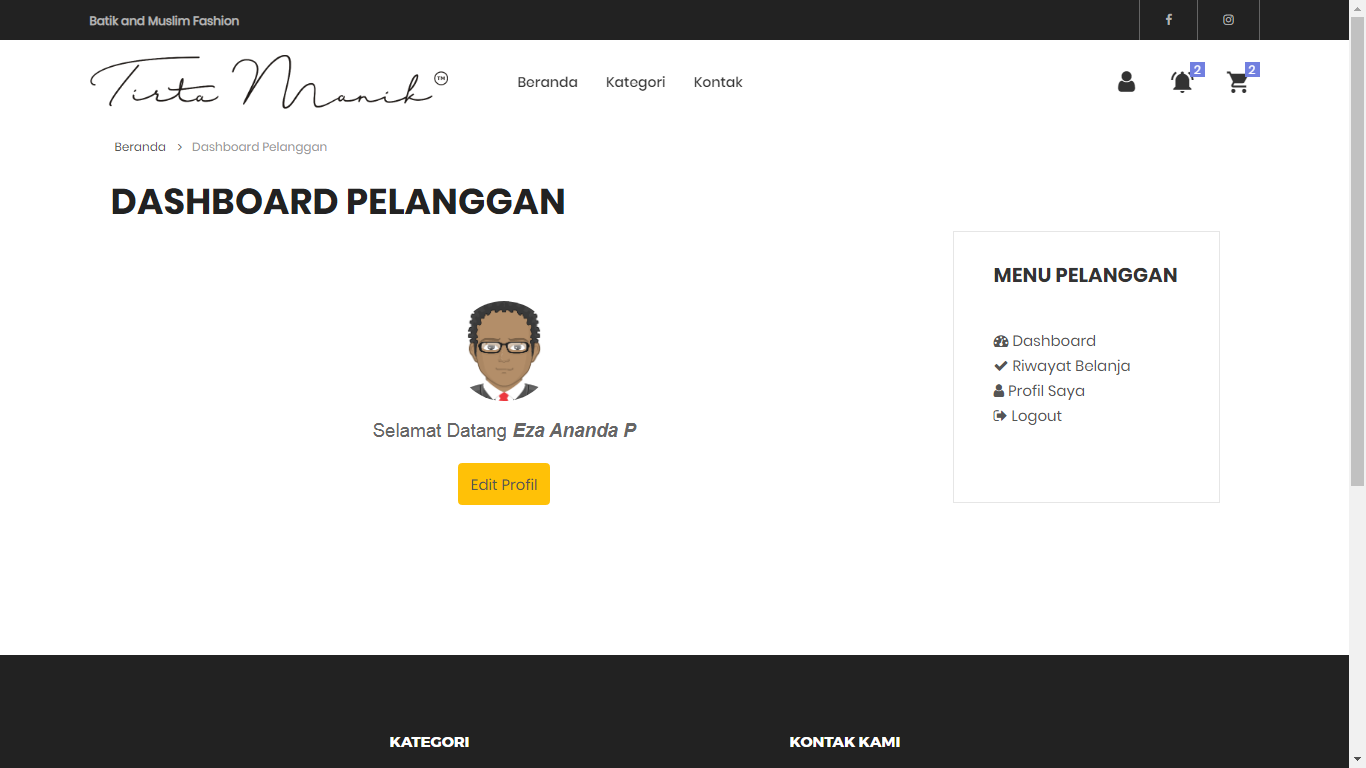 Batik and Muslim Fashion
Tirta Manik™
Beranda Kategori Kontak
2 2
Beranda > Dashboard Pelanggan
DASHBOARD PELANGGAN
MENU PELANGGAN
Dashboard
Riwayat Belanja
Profil Saya
Logout
Selamat Datang Eza Ananda P
Edit Profil
KATEGORI KONTAK KAMI